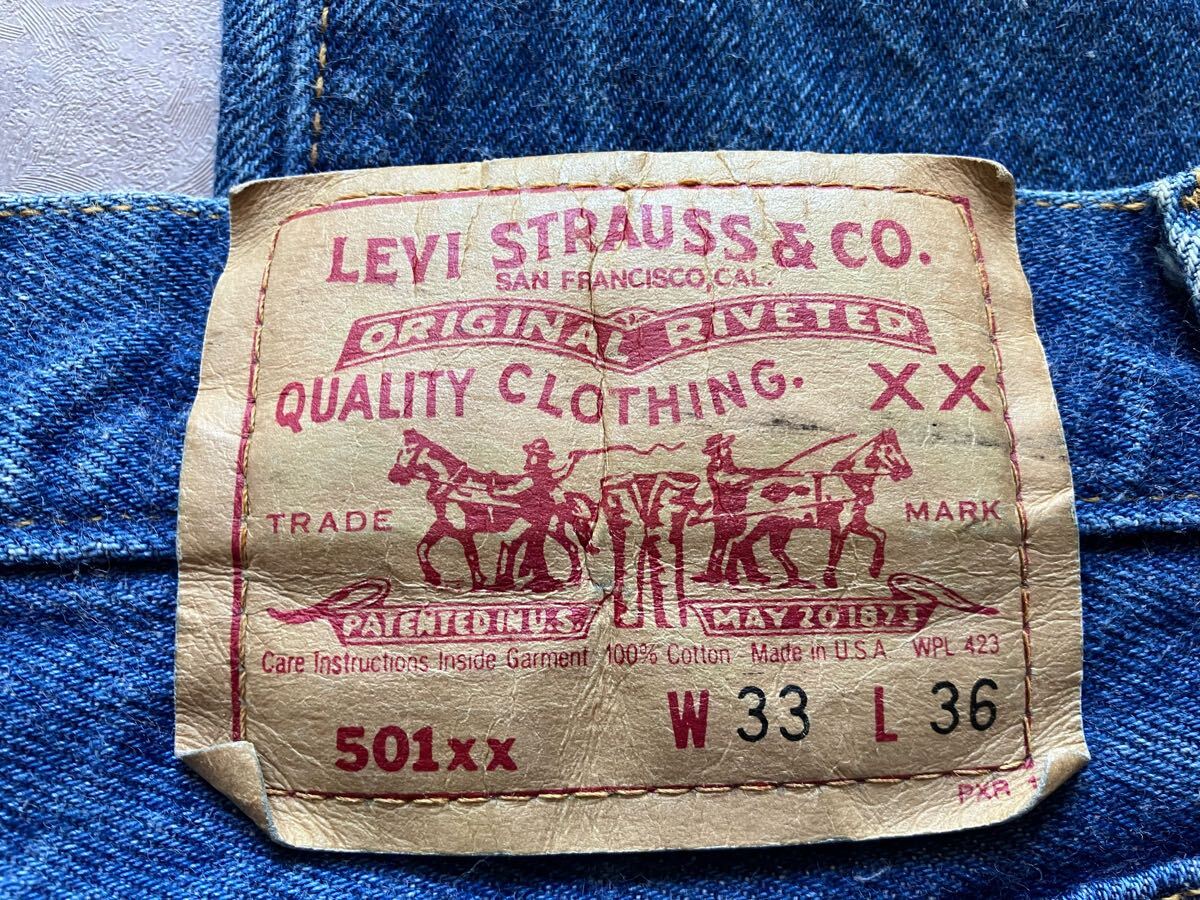 LEVI STRAUSS & CO.
SAN FRANCISCO, CAL.
ORIGINAL RIVETED
QUALITY CLOTHING. XX
TRADE MARK
PATENTED IN U.S. MAY 20 1873
Care Instructions Inside Garment 100% Cotton Made in U.S.A WPL 423
501xx W 33 L 36
PXR 1